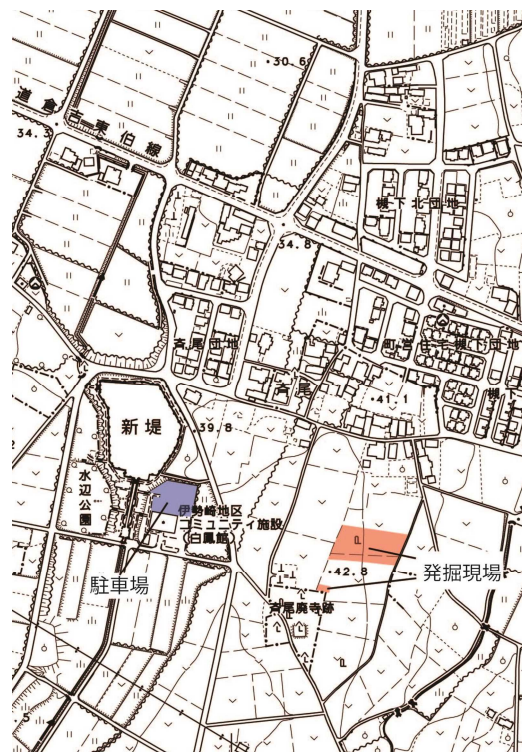 ・30.6
道倉吉東伯線
34.3
槻下北団地
34.8
斉尾団地
町営住宅槻下団地
斉尾
・41.1
槻下
新堤
・39.8
水辺公園
伊勢崎地区
コミュニティ施設
(白鳳館)
駐車場
・42.8
発掘現場
斉尾廃寺跡